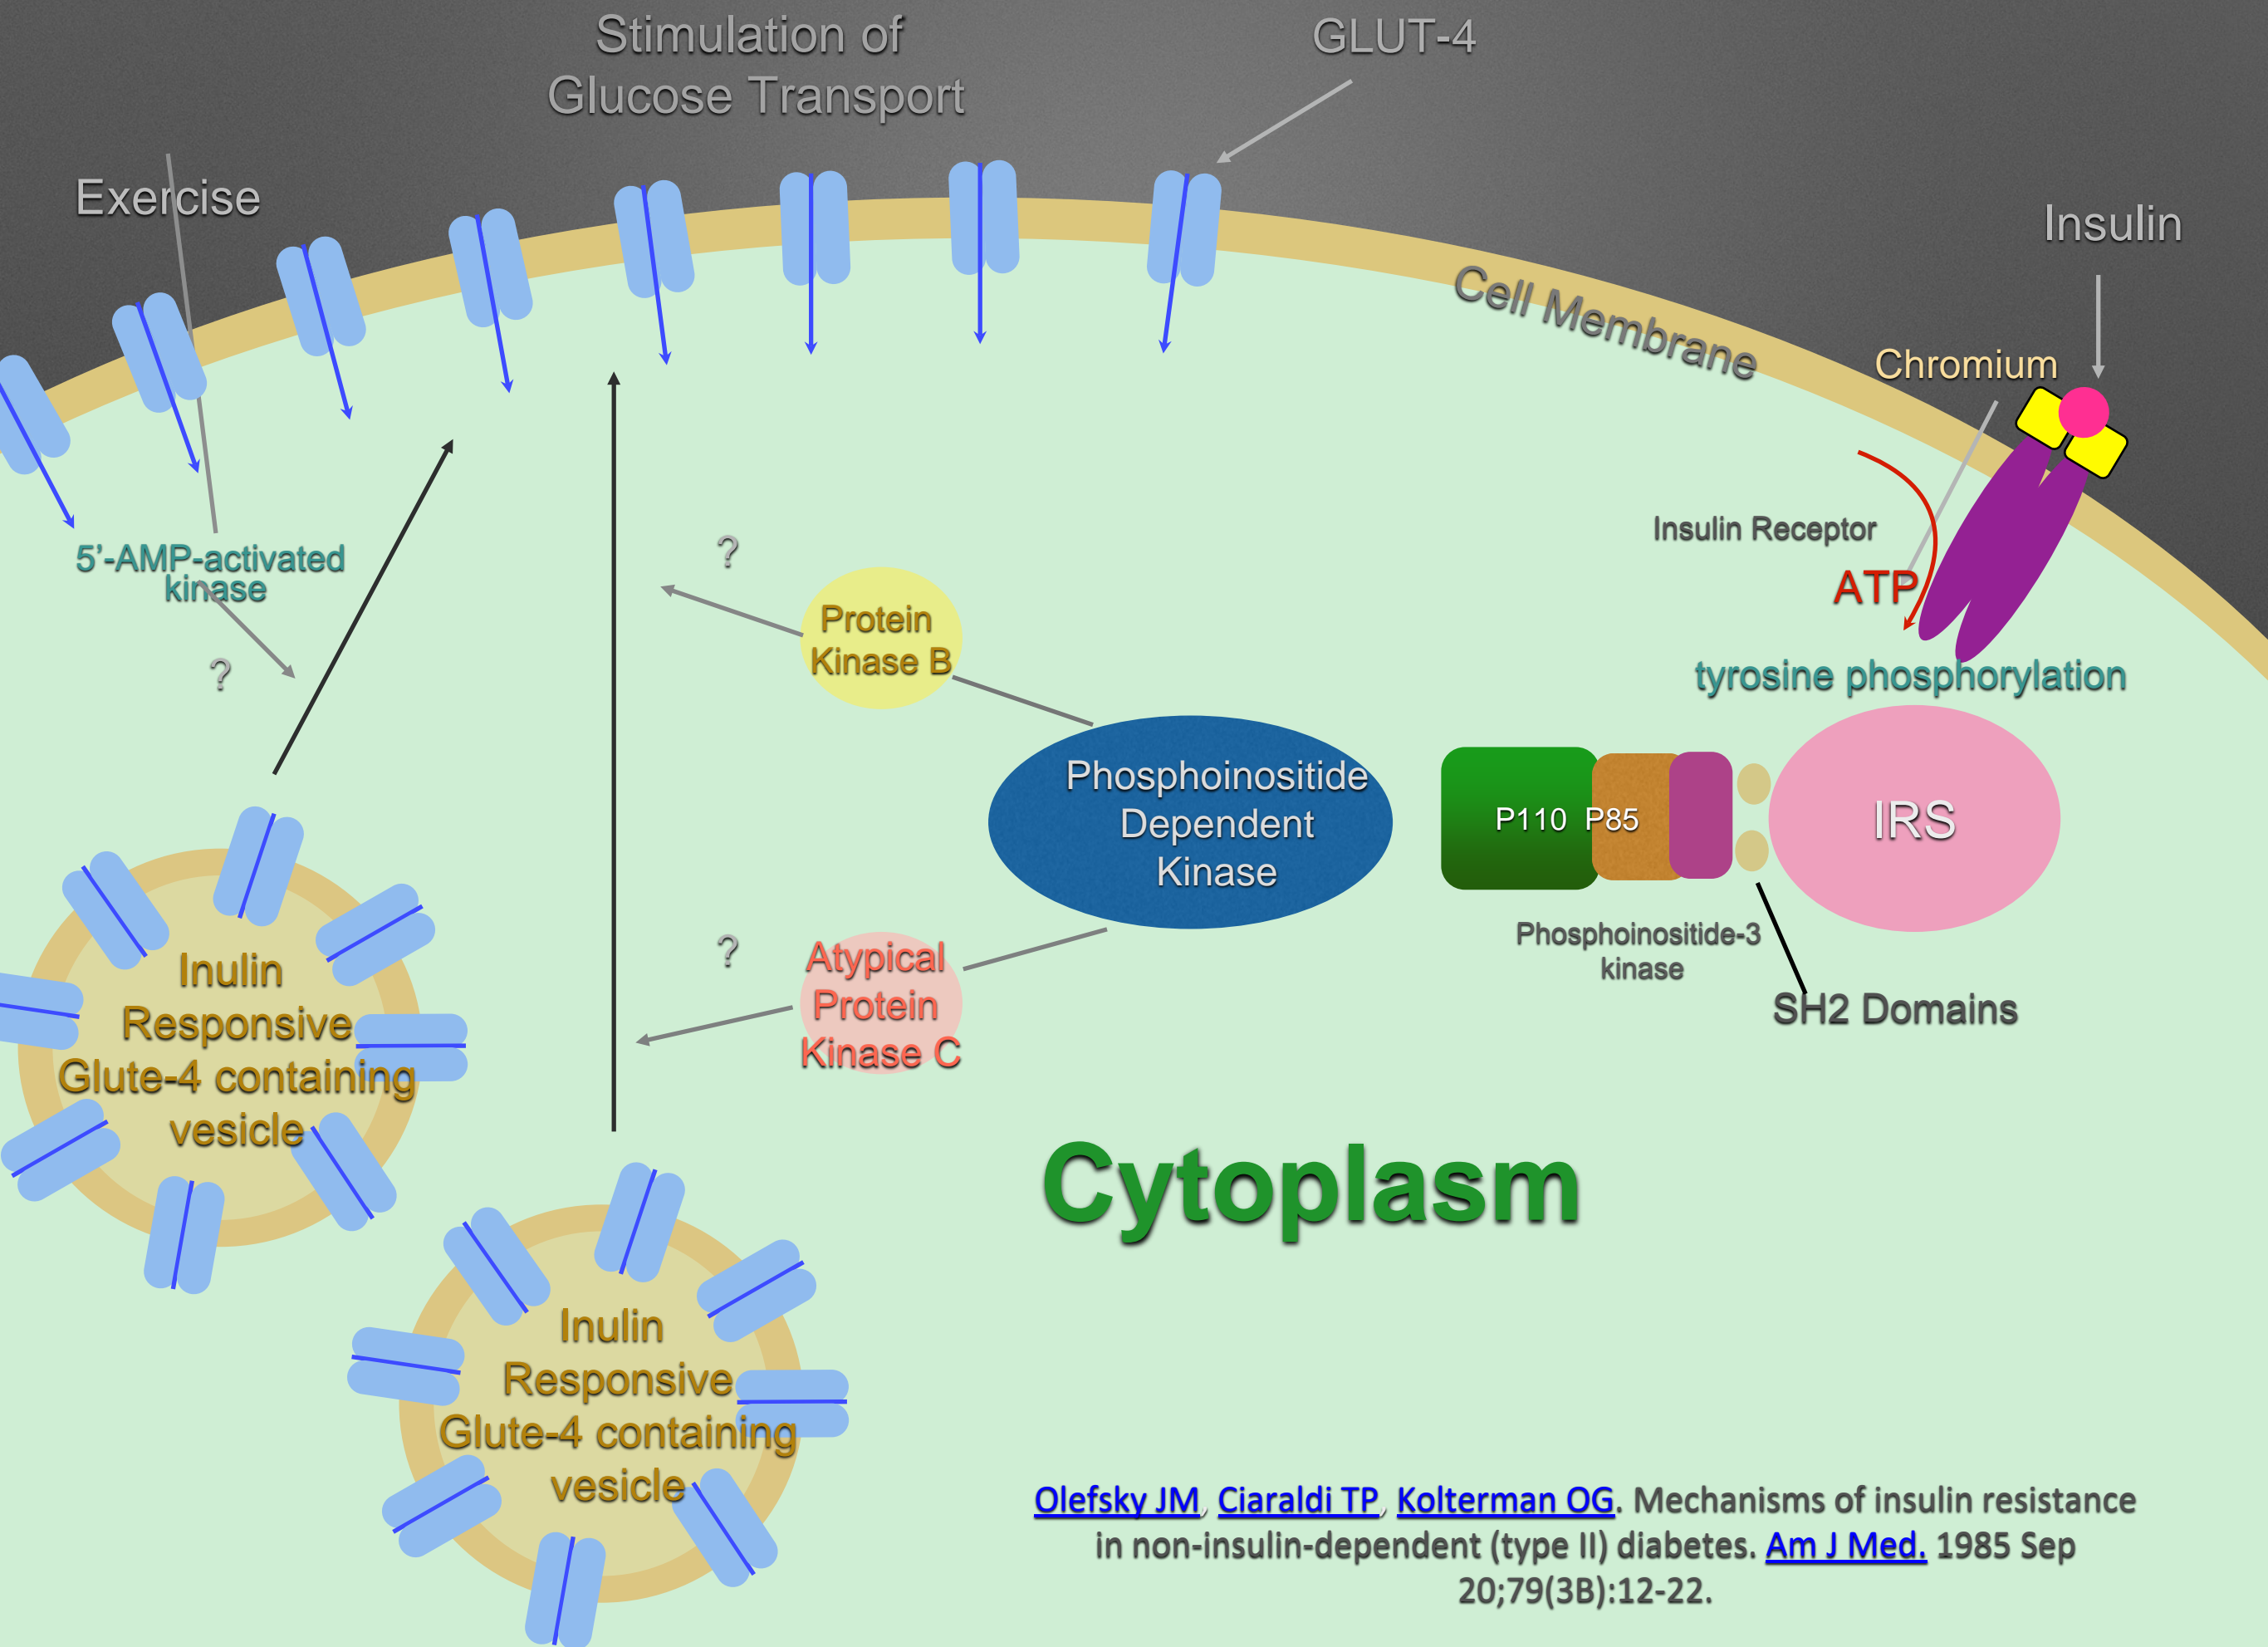 Stimulation of
Glucose Transport
GLUT-4
Exercise
Insulin
Cell Membrane
Chromium
Insulin Receptor
ATP
5’-AMP-activated
kinase
?
?
Protein
Kinase B
tyrosine phosphorylation
Phosphoinositide
Dependent
Kinase
P110 P85
IRS
Phosphoinositide-3
kinase
SH2 Domains
?
Atypical
Protein
Kinase C
Inulin
Responsive
Glute-4 containing
vesicle
Cytoplasm
Inulin
Responsive
Glute-4 containing
vesicle
Olefsky JM, Ciaraldi TP, Kolterman OG. Mechanisms of insulin resistance
in non-insulin-dependent (type II) diabetes. Am J Med. 1985 Sep
20;79(3B):12-22.